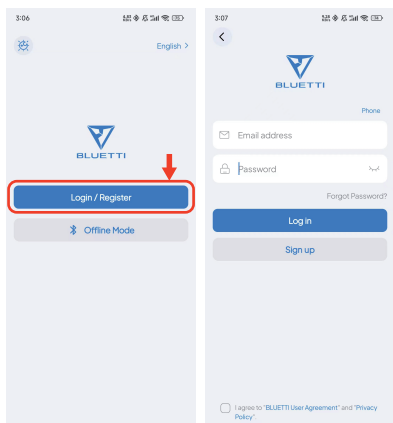 3:06
English >
BLUETTI
Login / Register
Offline Mode
3:07
BLUETTI
Phone
Email address
Password
Forgot Password?
Log in
Sign up
I agree to "BLUETTI User Agreement" and "Privacy
Policy".